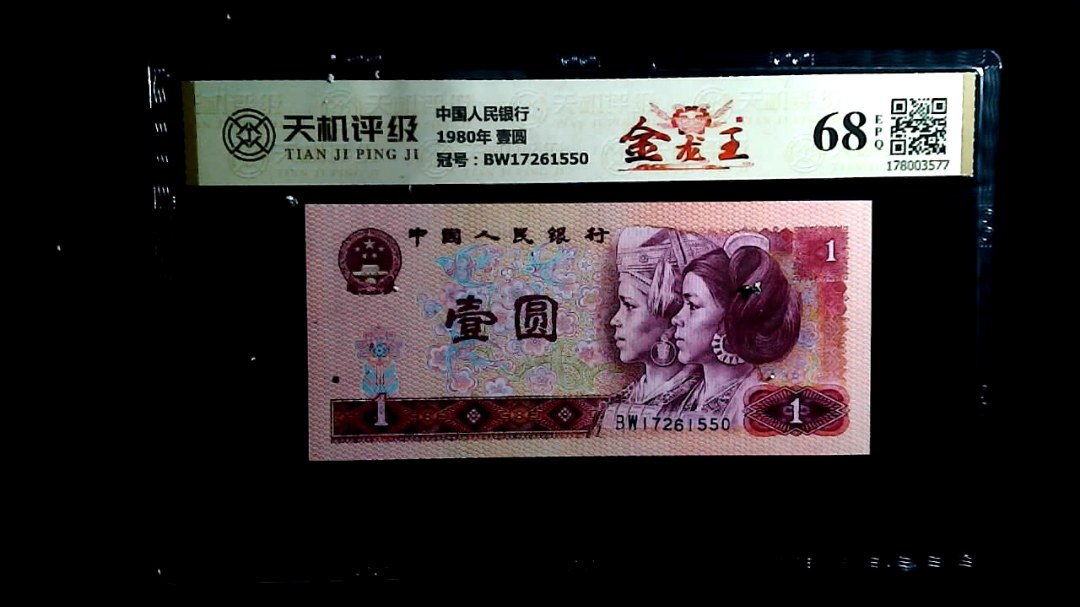 天机评级
TIAN JI PING JI
中国人民银行
1980年 壹圆
冠号：BW17261550
金龙王
68
EPQ
178003577
中国人民银行
1
壹圆
1
BW17261550
1